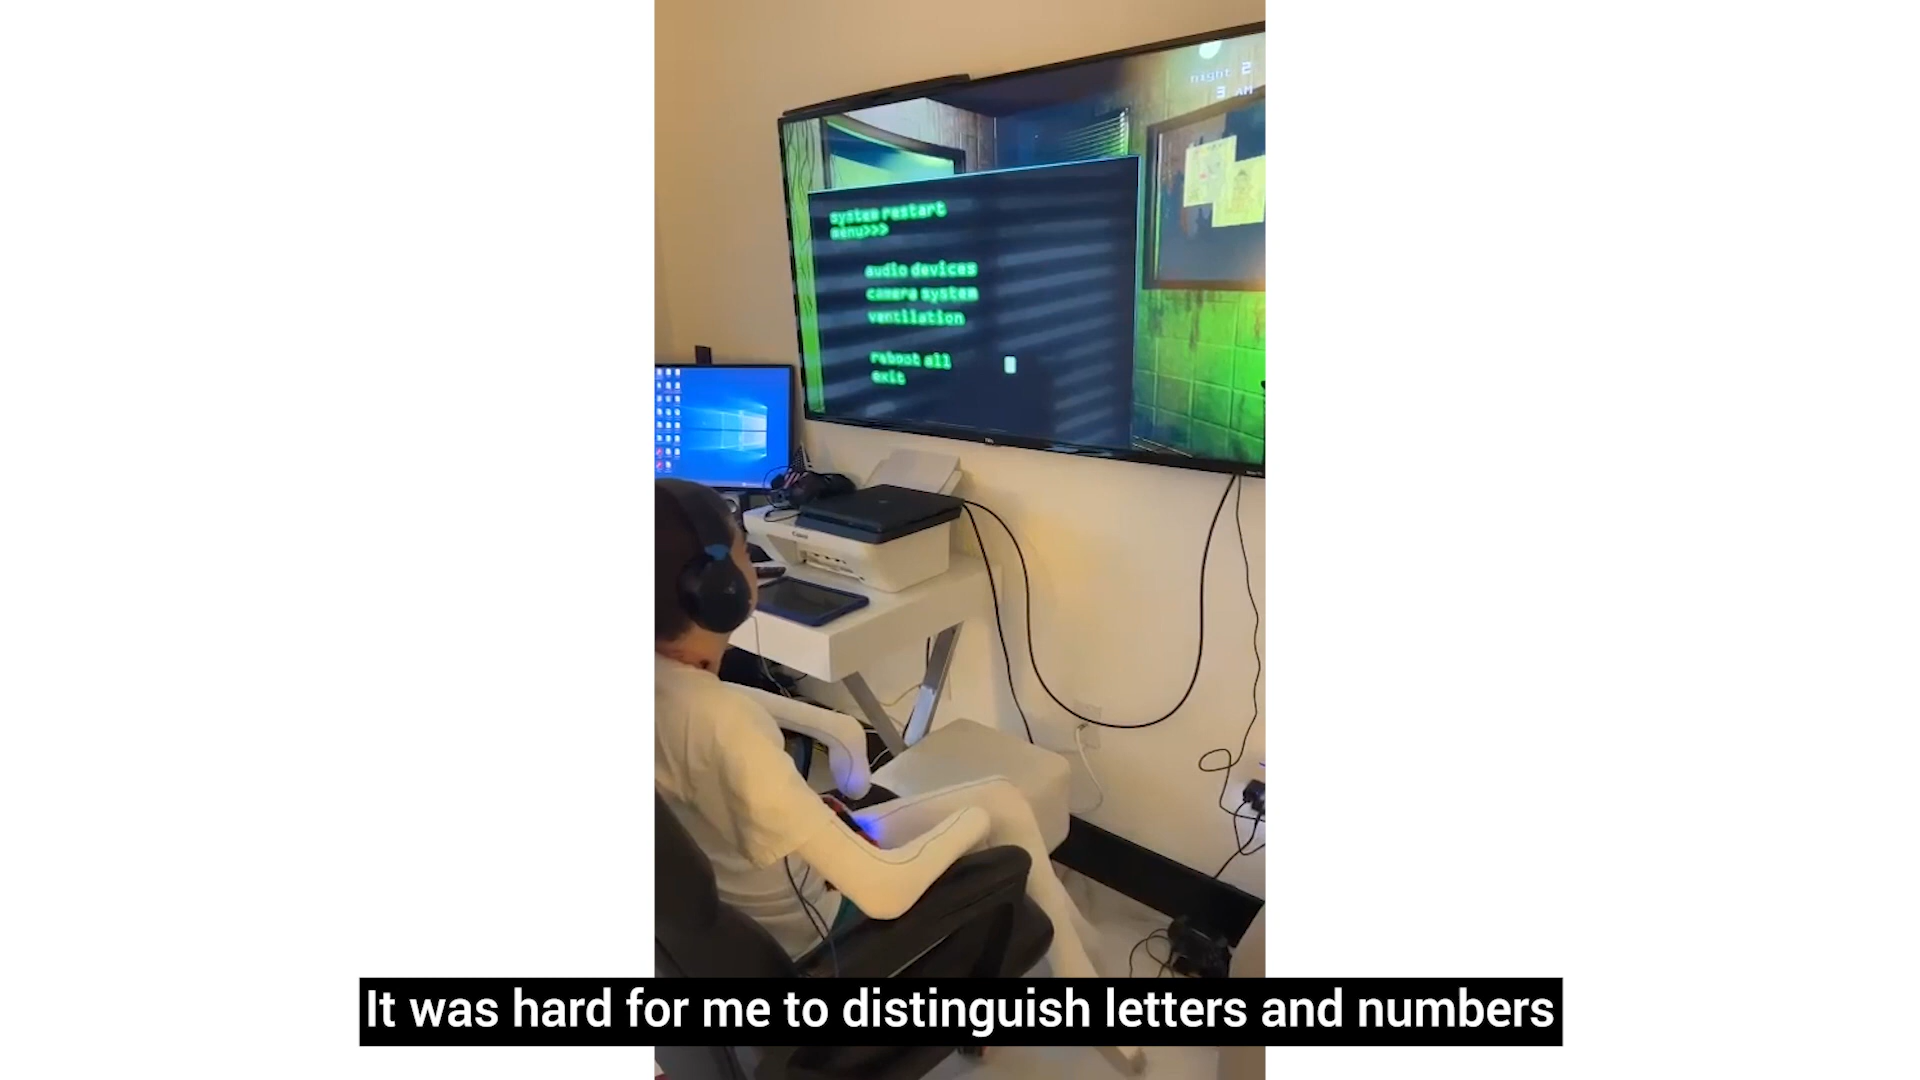 night 2
3 AM
system restart
menu>>>
audio devices
camera system
ventilation
reboot all
exit
Canon
It was hard for me to distinguish letters and numbers